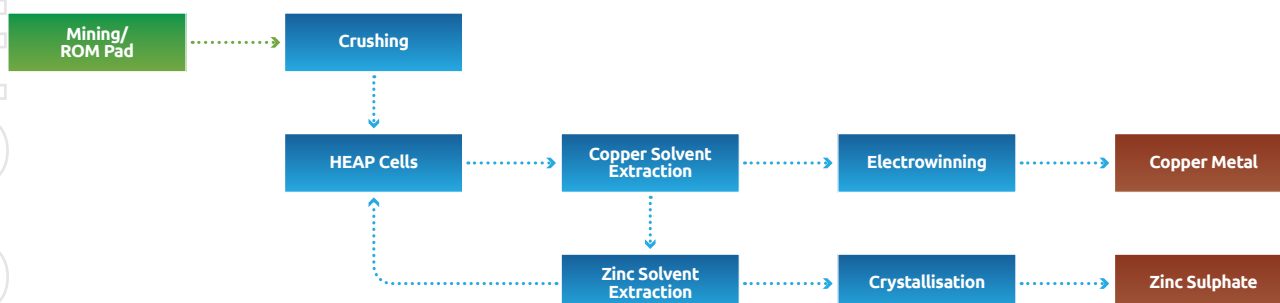 Mining/
ROM Pad
Crushing
HEAP Cells
Copper Solvent
Extraction
Electrowinning
Copper Metal
Zinc Solvent
Extraction
Crystallisation
Zinc Sulphate